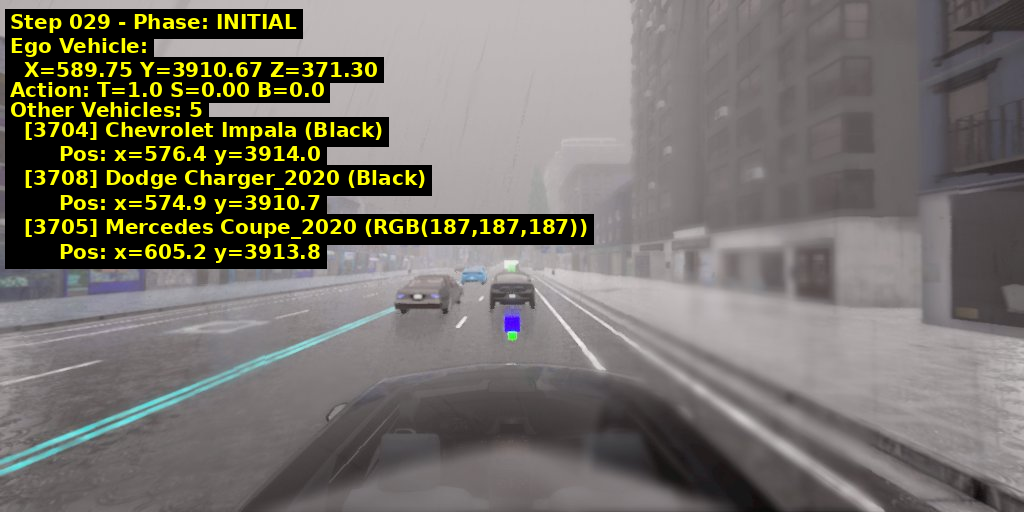 Step 029 - Phase: INITIAL
Ego Vehicle:
X=589.75 Y=3910.67 Z=371.30
Action: T=1.0 S=0.00 B=0.0
Other Vehicles: 5
[3704] Chevrolet Impala (Black)
Pos: x=576.4 y=3914.0
[3708] Dodge Charger_2020 (Black)
Pos: x=574.9 y=3910.7
[3705] Mercedes Coupe_2020 (RGB(187,187,187))
Pos: x=605.2 y=3913.8